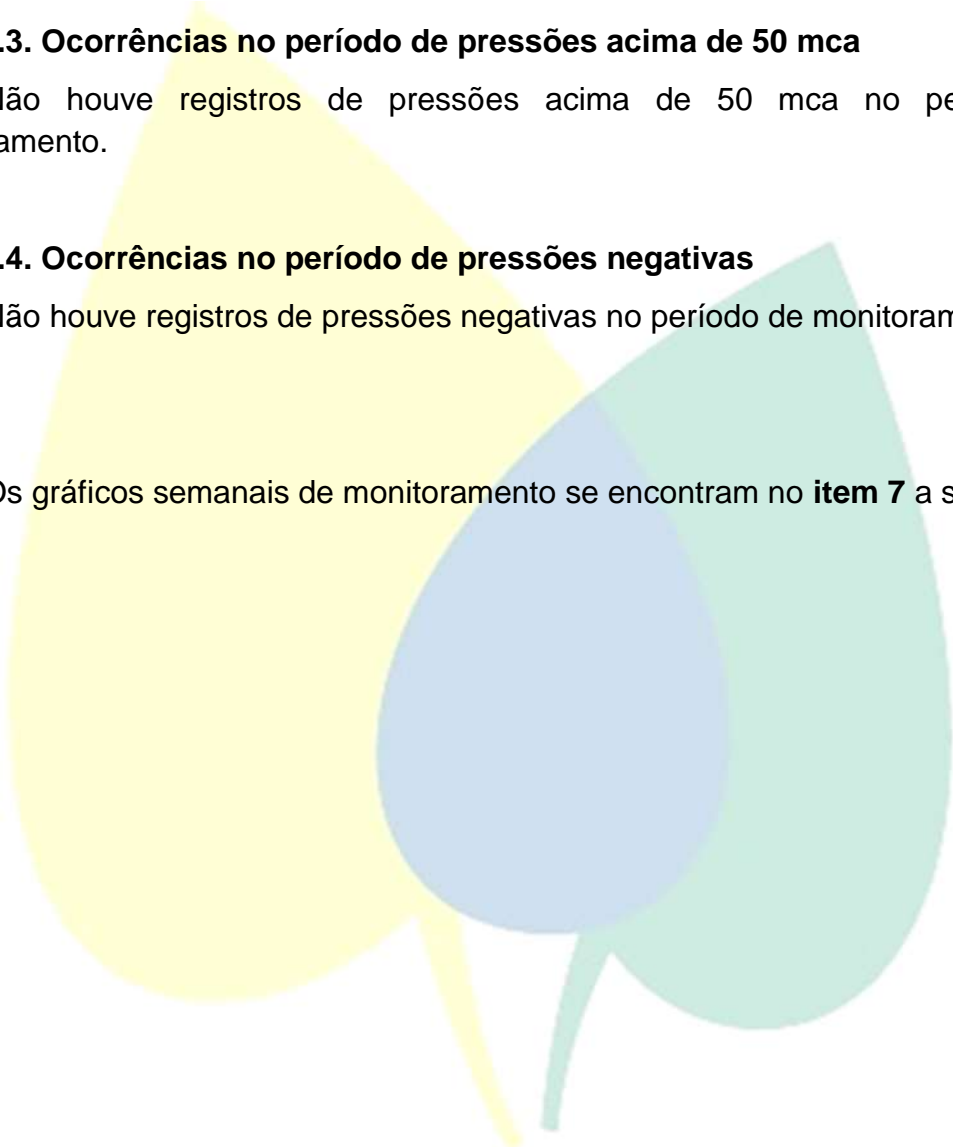 .3. Ocorrências no período de pressões acima de 50 mca
ão houve registros de pressões acima de 50 mca no pe
amento.
.4. Ocorrências no período de pressões negativas
ão houve registros de pressões negativas no período de monitoram
Os gráficos semanais de monitoramento se encontram no item 7 a s